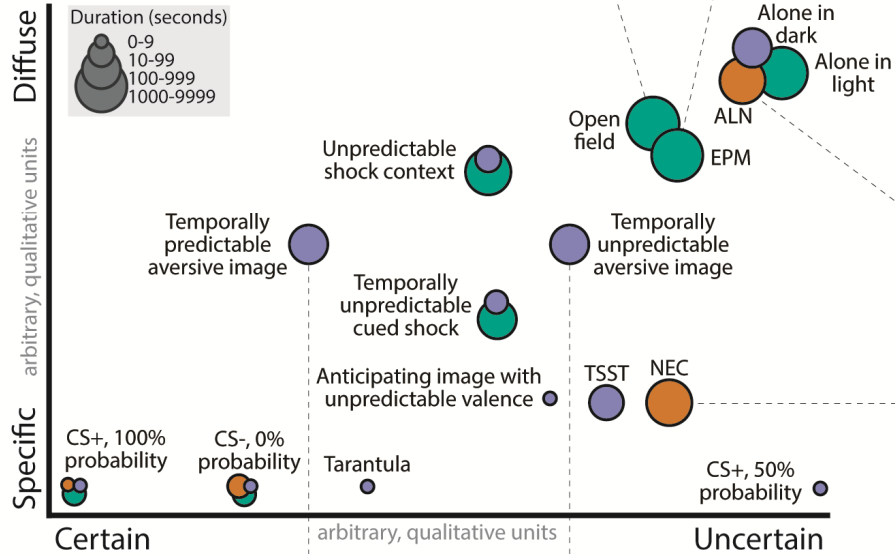 Diffuse
arbitrary, qualitative units
Specific
Duration (seconds)
0-9
10-99
100-999
1000-9999
Alone in
dark
Alone in
light
ALN
Open
field
EPM
Unpredictable
shock context
Temporally
predictable
aversive image
Temporally
unpredictable
aversive image
Temporally
unpredictable
cued shock
Anticipating image with
unpredictable valence
TSST
NEC
CS+, 100%
probability
CS-, 0%
probability
Tarantula
CS+, 50%
probability
Certain
arbitrary, qualitative units
Uncertain